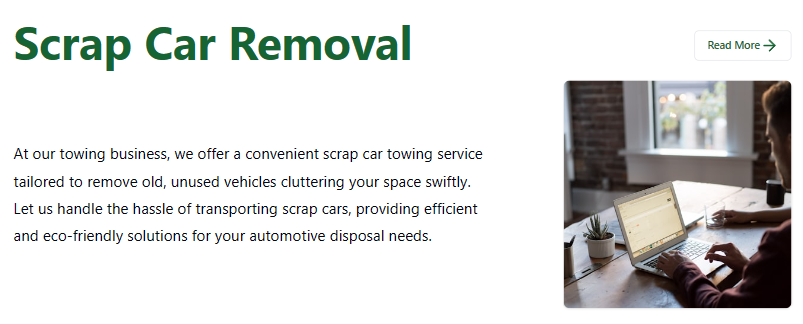 Scrap Car Removal
Read More
At our towing business, we offer a convenient scrap car towing service
tailored to remove old, unused vehicles cluttering your space swiftly.
Let us handle the hassle of transporting scrap cars, providing efficient
and eco-friendly solutions for your automotive disposal needs.